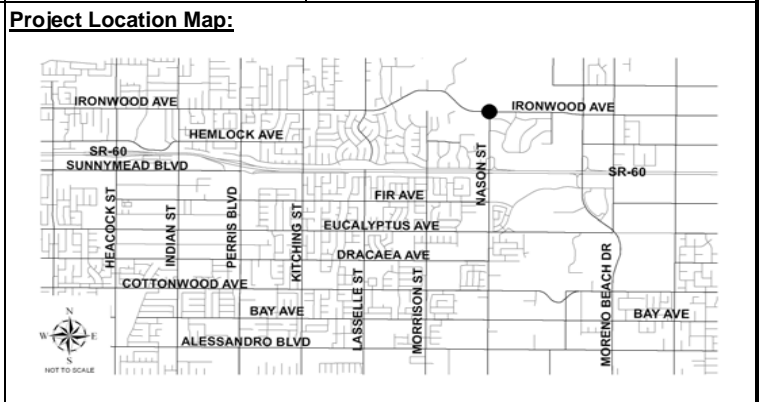 Project Location Map:
IRONWOOD AVE
IRONWOOD AVE
HEMLOCK AVE
SR-60
SUNNYMEAD BLVD
SR-60
NASON ST
FIR AVE
HEACOCK ST
INDIAN ST
PERRIS BLVD
KITCHING ST
EUCALYPTUS AVE
DRACAEA AVE
COTTONWOOD AVE
LASSELLE ST
MORRISON ST
MORENO BEACH DR
BAY AVE
BAY AVE
ALESSANDRO BLVD
N
W E
S
NOT TO SCALE